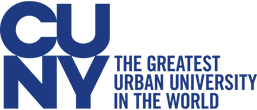 CU
NY
THE GREATEST
URBAN UNIVERSITY
IN THE WORLD